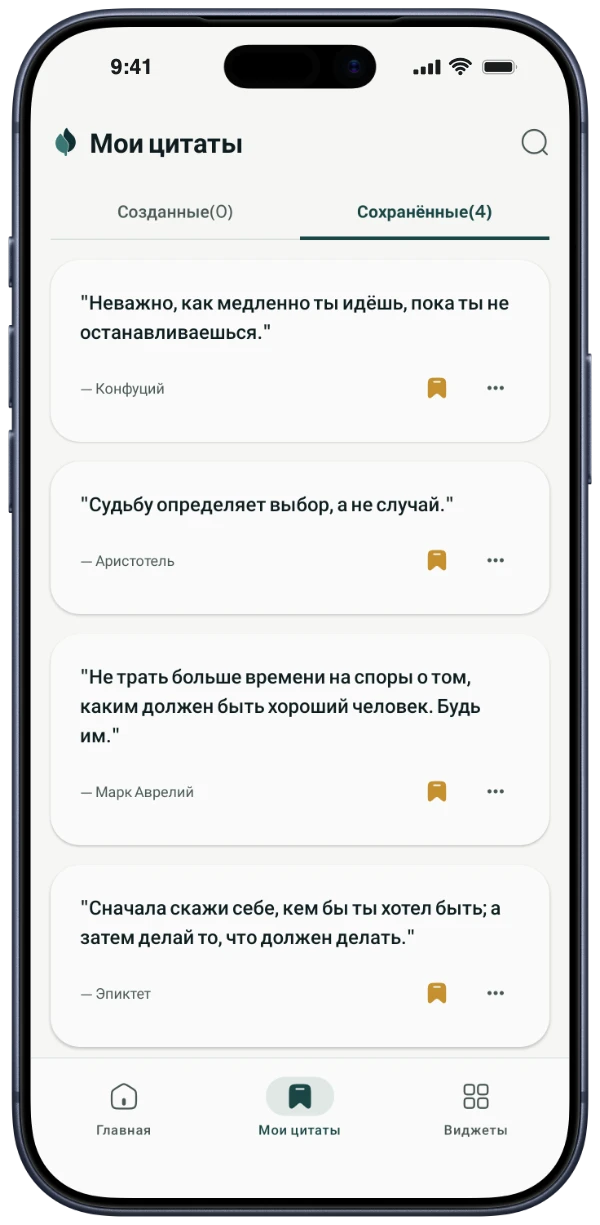 9:41
Мои цитаты
Созданные(0)
Сохранённые(4)
"Неважно, как медленно ты идёшь, пока ты не
останавливаешься."
— Конфуций
"Судьбу определяет выбор, а не случай."
— Аристотель
"Не трать больше времени на споры о том,
каким должен быть хороший человек. Будь
им."
— Марк Аврелий
"Сначала скажи себе, кем бы ты хотел быть; а
затем делай то, что должен делать."
— Эпиктет
Главная
Мои цитаты
Виджеты